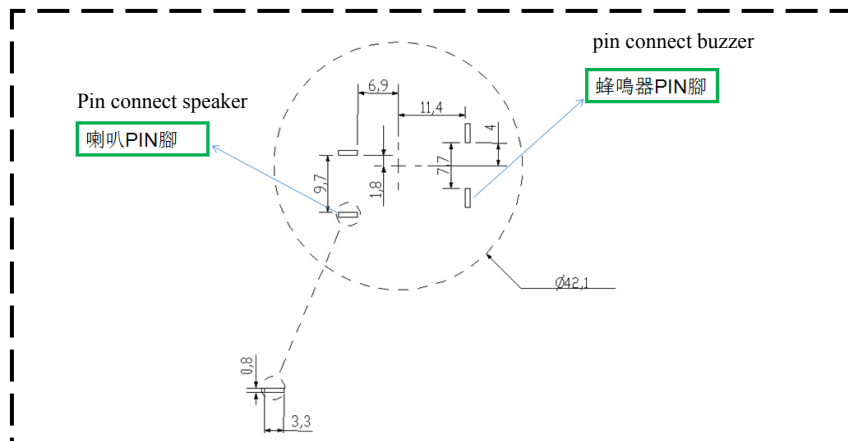 pin connect buzzer
蜂鳴器PIN腳
6,9
Pin connect speaker
11,4
喇叭PIN腳
4
7,7
9,7
1,8
Ø42,1
0,8
3,3